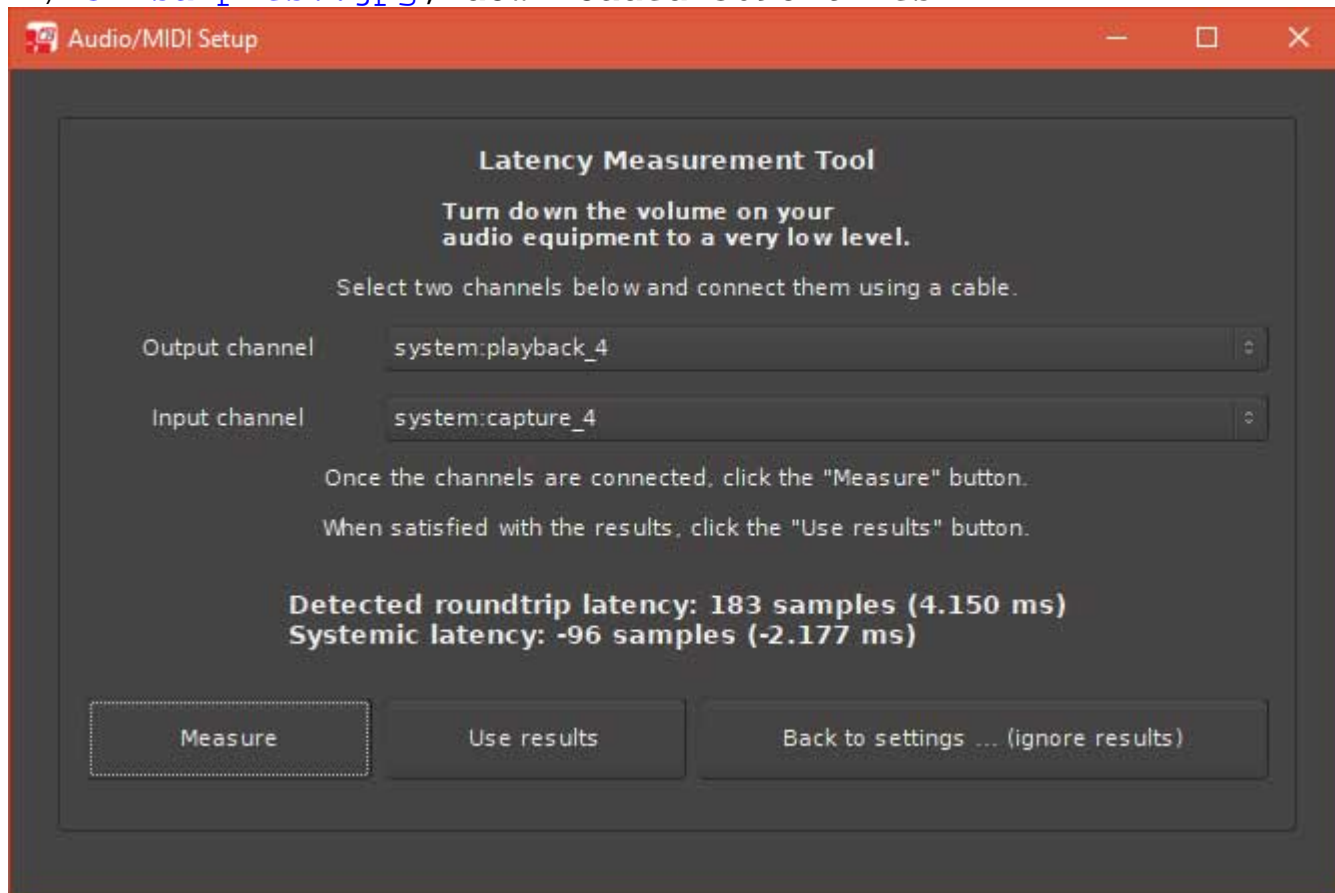 Audio/MIDI Setup
Latency Measurement Tool
Turn down the volume on your
audio equipment to a very low level.
Select two channels below and connect them using a cable.
Output channel system:playback_4
Input channel system:capture_4
Once the channels are connected, click the "Measure" button.
When satisfied with the results, click the "Use results" button.
Detected roundtrip latency: 183 samples (4.150 ms)
Systemic latency: -96 samples (-2.177 ms)
Measure Use results Back to settings ... (ignore results)